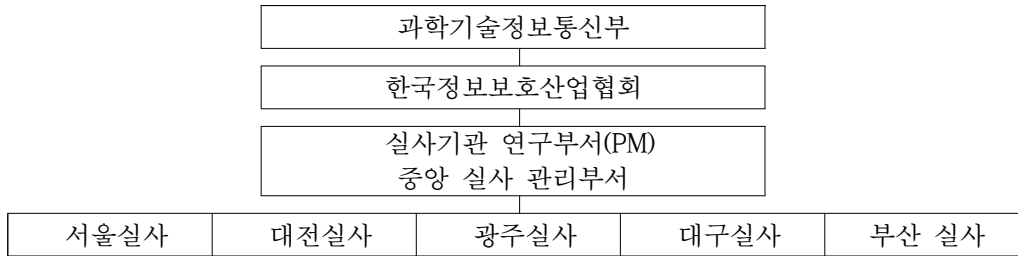 과학기술정보통신부
한국정보보호산업협회
실사기관 연구부서(PM)
중앙 실사 관리부서
서울실사 대전실사 광주실사 대구실사 부산 실사